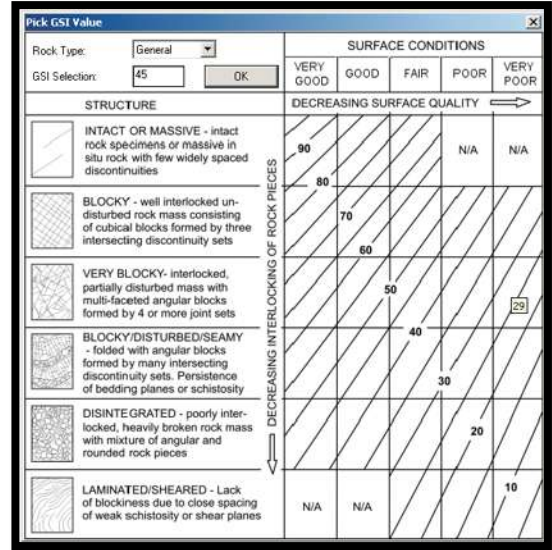 Pick GSI Value
Rock Type: General
GSI Selection: 45 OK
SURFACE CONDITIONS
VERY GOOD
GOOD
FAIR
POOR
VERY POOR
STRUCTURE
DECREASING SURFACE QUALITY
DECREASING INTERLOCKING OF ROCK PIECES
INTACT OR MASSIVE - intact
rock specimens or massive in
situ rock with few widely spaced
discontinuities
90
80
N/A N/A
BLOCKY - well interlocked un-
disturbed rock mass consisting
of cubical blocks formed by three
intersecting discontinuity sets
70
60
VERY BLOCKY- interlocked,
partially disturbed mass with
multi-faceted angular blocks
formed by 4 or more joint sets
50
29
BLOCKY/DISTURBED/SEAMY
- folded with angular blocks
formed by many intersecting
discontinuity sets. Persistence
of bedding planes or schistosity
40
30
DISINTEGRATED - poorly inter-
locked, heavily broken rock mass
with mixture of angular and
rounded rock pieces
20
LAMINATED/SHEARED - Lack
of blockiness due to close spacing
of weak schistosity or shear planes
N/A N/A
10